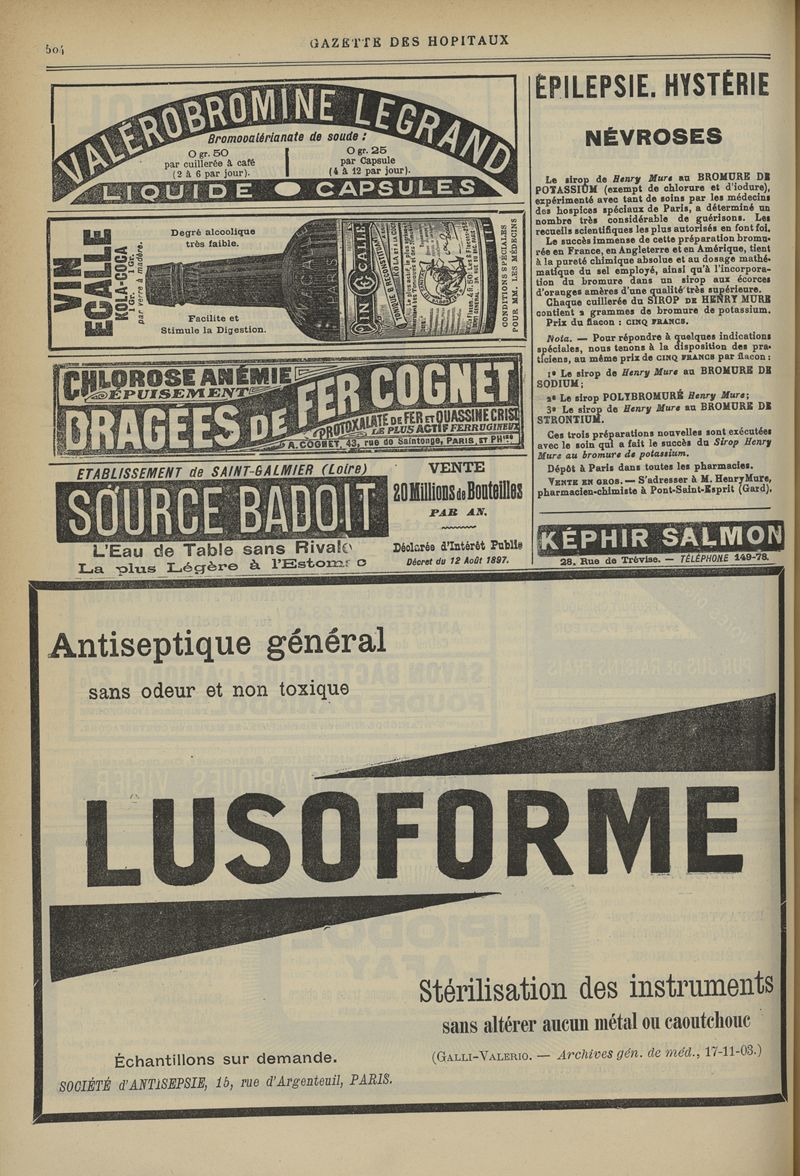 504
GAZETTE DES HOPITAUX
VALÉROBROMINE LEGRAND
Bromovalérianate de soude :
0 gr. 50
par cuillerée à café
(2 à 6 par jour).
0 gr. 25
par Capsule
(4 à 12 par jour).
LIQUIDE CAPSULES
VIN
ECALLE
KOLA-COCA
1 Gr. 1 Gr.
par verre à madère.
Degré alcoolique
très faible.
Facilite et
Stimule la Digestion.
VIN ECALLE
CONDITIONS SPÉCIALES
POUR MM. LES MÉDECINS
CHLOROSE ANÉMIE
ÉPUISEMENT
DRAGÉES DE FER COGNET
PROTOXALATE DE FER ET QUASSINE CRIST
LE PLUS ACTIF FERRUGINEUX
A. COGNET, 43, rue de Saintonge, PARIS, ET PHies
ETABLISSEMENT de SAINT-GALMIER (Loire)
SOURCE BADOIT
L'Eau de Table sans Rivale
La plus Légère à l'Estomac
VENTE
20 Millions de Bouteilles
PAR AN.
Déclarée d'Intérêt Public
Décret du 12 Août 1897.
ÉPILEPSIE. HYSTÉRIE
NÉVROSES
Le sirop de Henry Mure au BROMURE DE
POTASSIUM (exempt de chlorure et d'iodure),
expérimenté avec tant de soins par les médecins
des hospices spéciaux de Paris, a déterminé un
nombre très considérable de guérisons. Les
recueils scientifiques les plus autorisés en font foi.
Le succès immense de cette préparation bromu-
rée en France, en Angleterre et en Amérique, tient
à la pureté chimique absolue et au dosage mathé-
matique du sel employé, ainsi qu'à l'incorpora-
tion du bromure dans un sirop aux écorces
d'oranges amères d'une qualité très supérieure.
Chaque cuillerée du SIROP DE HENRY MURE
contient 2 grammes de bromure de potassium.
Prix du flacon : CINQ FRANCS.
Nota. — Pour répondre à quelques indications
spéciales, nous tenons à la disposition des pra-
ticiens, au même prix de CINQ FRANCS par flacon :
1° Le sirop de Henry Mure au BROMURE DE
SODIUM ;
2° Le sirop POLYBROMURÉ Henry Mure ;
3° Le sirop de Henry Mure au BROMURE DE
STRONTIUM.
Ces trois préparations nouvelles sont exécutées
avec le soin qui a fait le succès du Sirop Henry
Mure au bromure de potassium.
Dépôt à Paris dans toutes les pharmacies.
VENTE EN GROS. — S'adresser à M. Henry Mure,
pharmacien-chimiste à Pont-Saint-Esprit (Gard).
KÉPHIR SALMON
28, Rue de Trévise. — TÉLÉPHONE 149-78.
Antiseptique général
sans odeur et non toxique
LUSOFORME
Stérilisation des instruments
sans altérer aucun métal ou caoutchouc
(GALLI-VALERIO. — Archives gén. de méd., 17-11-03.)
Échantillons sur demande.
SOCIÉTÉ d'ANTISEPSIE, 15, rue d'Argenteuil, PARIS.